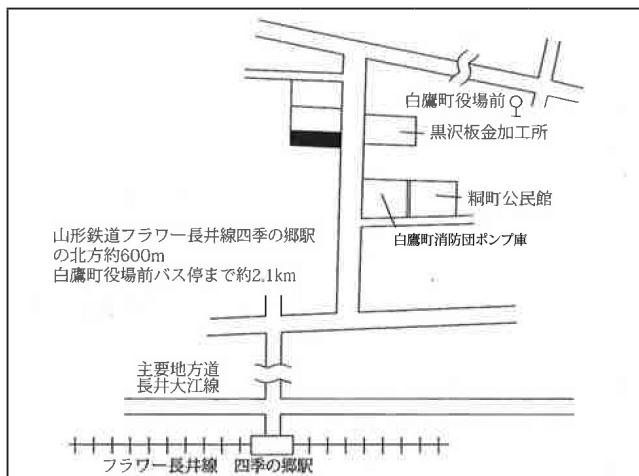 白鷹町役場前
黒沢板金加工所
粡町公民館
白鷹町消防団ポンプ庫
山形鉄道フラワー長井線四季の郷駅
の北方約600m
白鷹町役場前バス停まで約2.1km
主要地方道
長井大江線
フラワー長井線 四季の郷駅